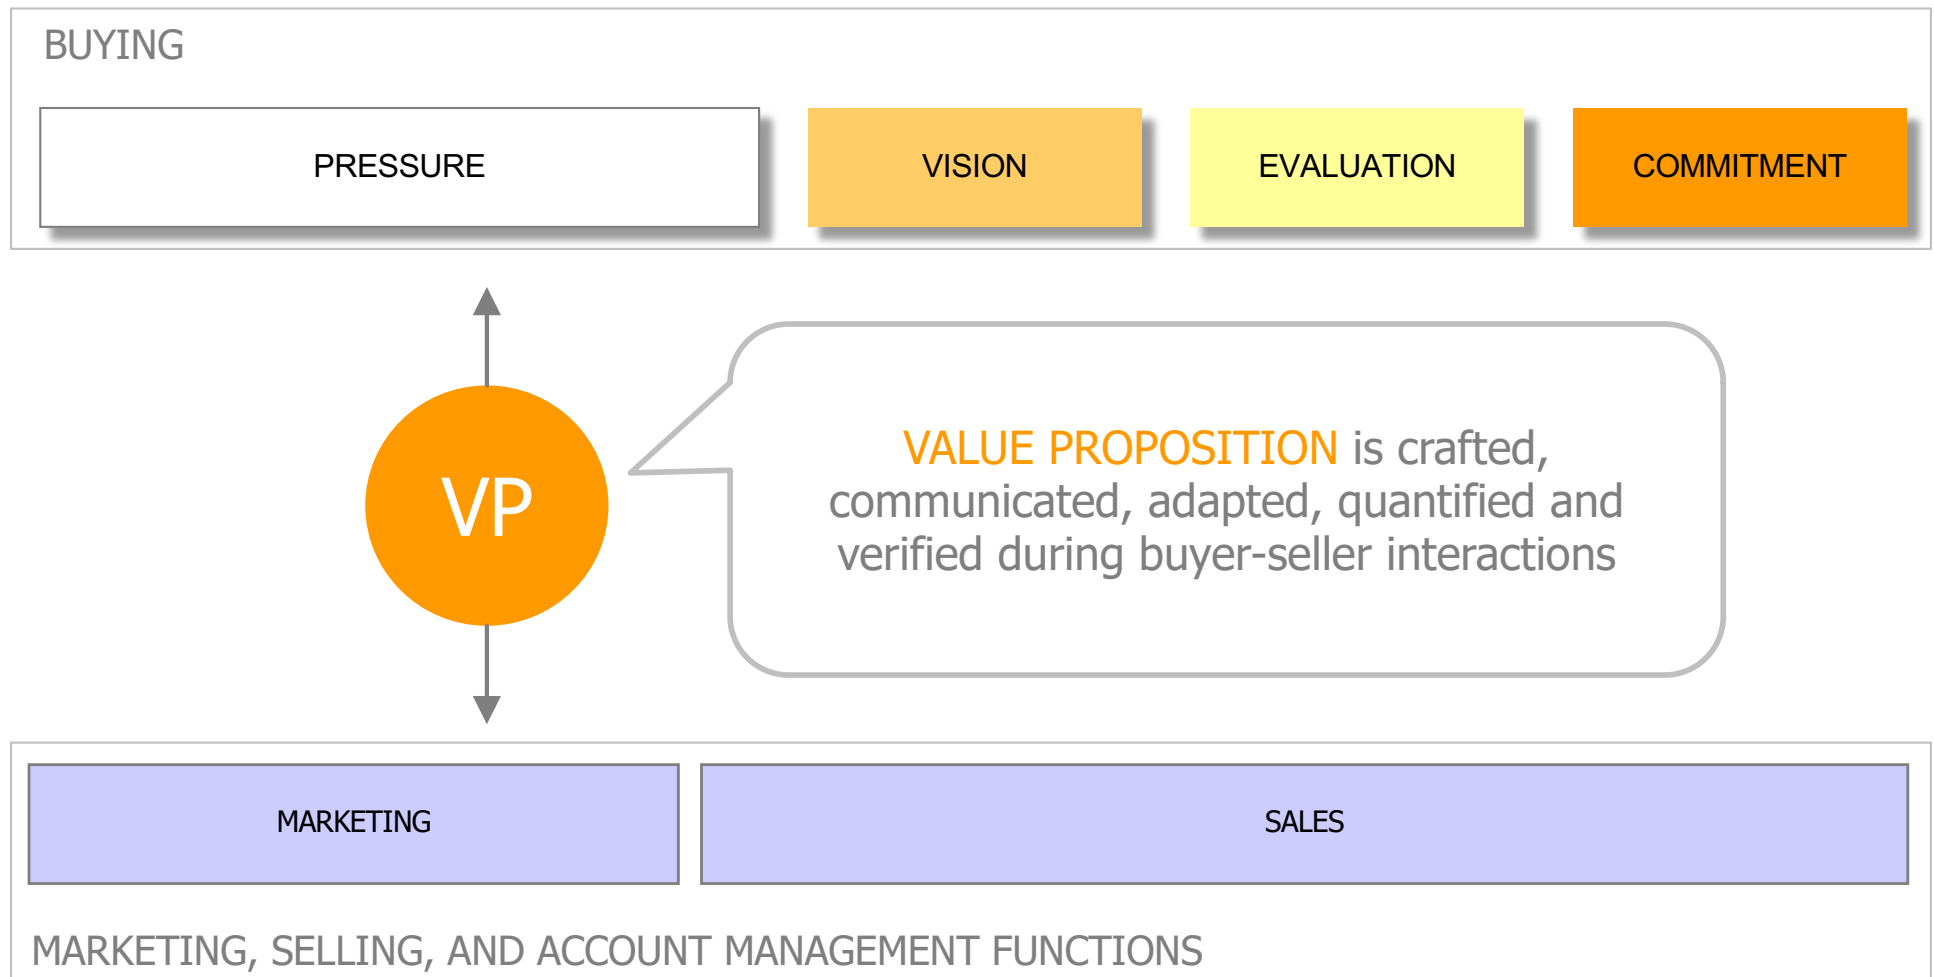 BUYING
PRESSURE
VISION
EVALUATION
COMMITMENT
VP
VALUE PROPOSITION is crafted,
communicated, adapted, quantified and
verified during buyer-seller interactions
MARKETING
SALES
MARKETING, SELLING, AND ACCOUNT MANAGEMENT FUNCTIONS